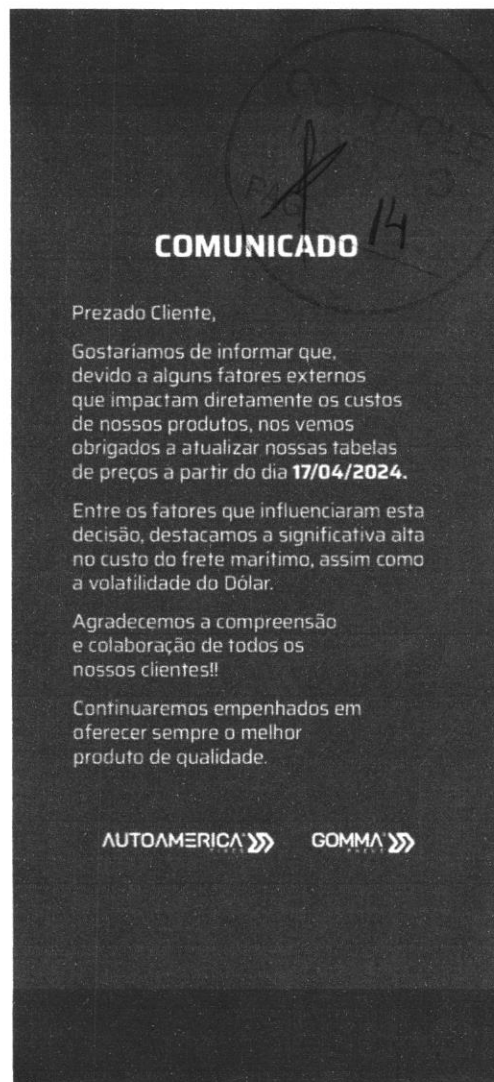 PAG
14
COMUNICADO
Prezado Cliente,
Gostaríamos de informar que,
devido a alguns fatores externos
que impactam diretamente os custos
de nossos produtos, nos vemos
obrigados a atualizar nossas tabelas
de preços a partir do dia 17/04/2024.
Entre os fatores que influenciaram esta
decisão, destacamos a significativa alta
no custo do frete marítimo, assim como
a volatilidade do Dólar.
Agradecemos a compreensão
e colaboração de todos os
nossos clientes!!
Continuaremos empenhados em
oferecer sempre o melhor
produto de qualidade.
AUTOAMERICA GOMMA